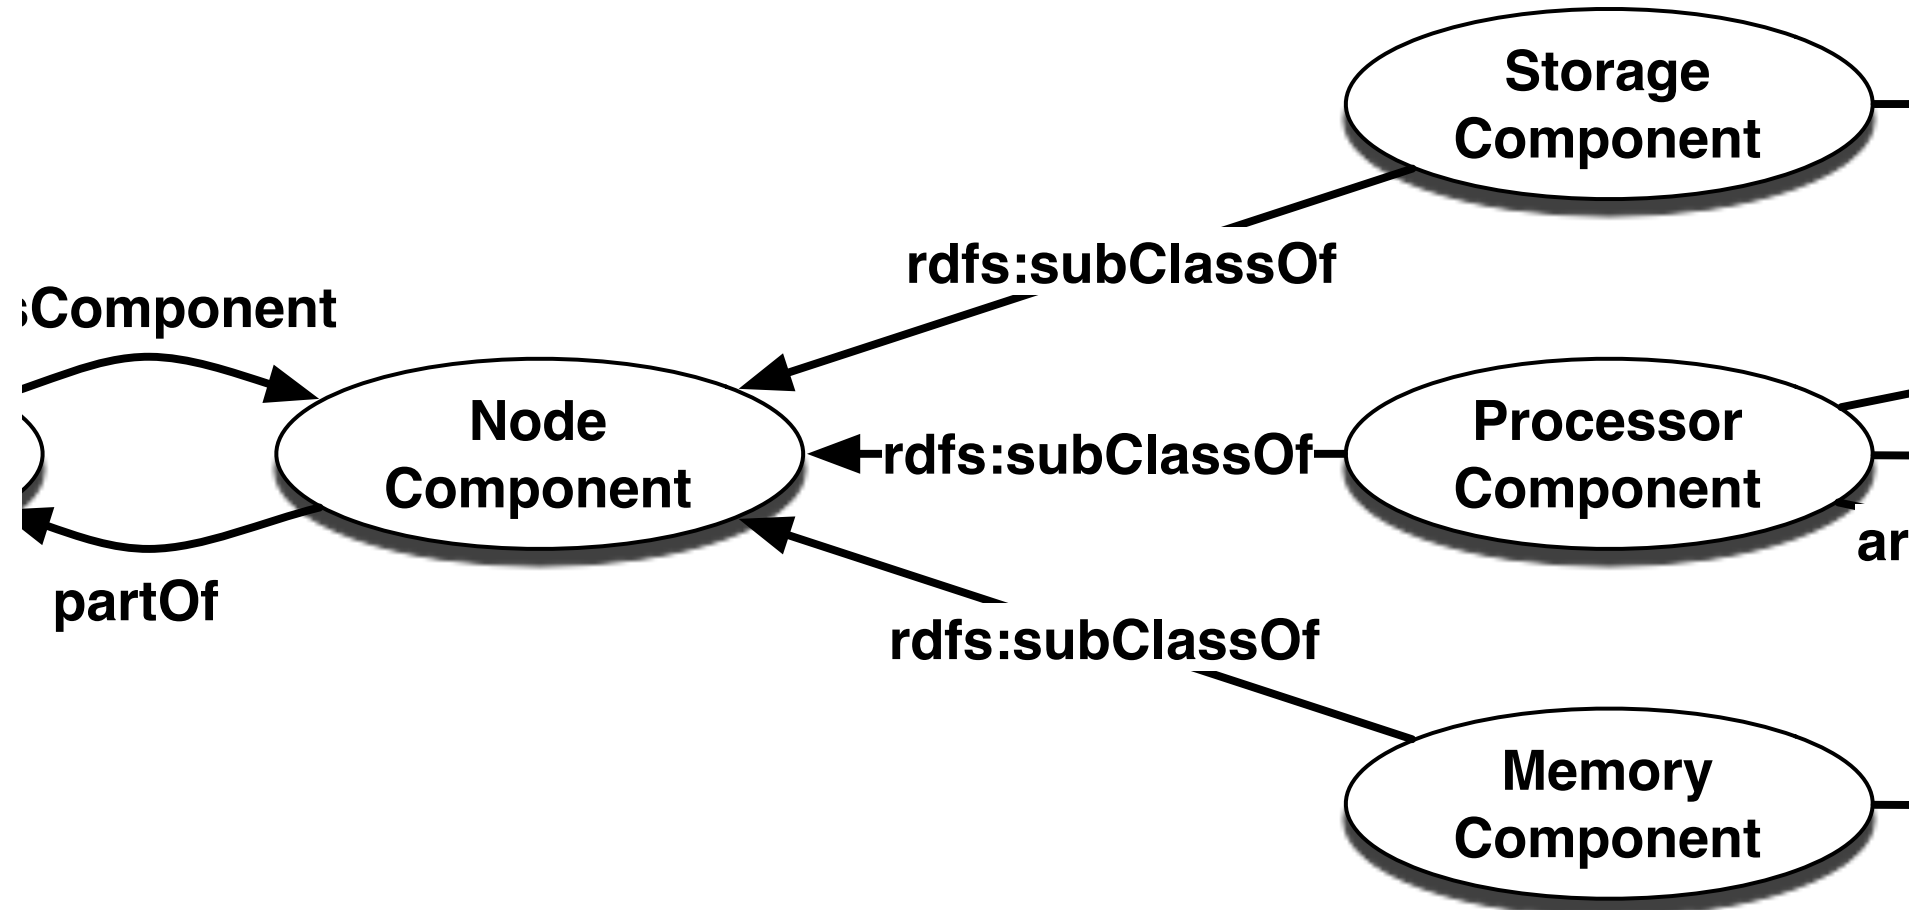 Storage
Component
rdfs:subClassOf
Component
Node
Component
rdfs:subClassOf
Processor
Component
partOf
rdfs:subClassOf
Memory
Component